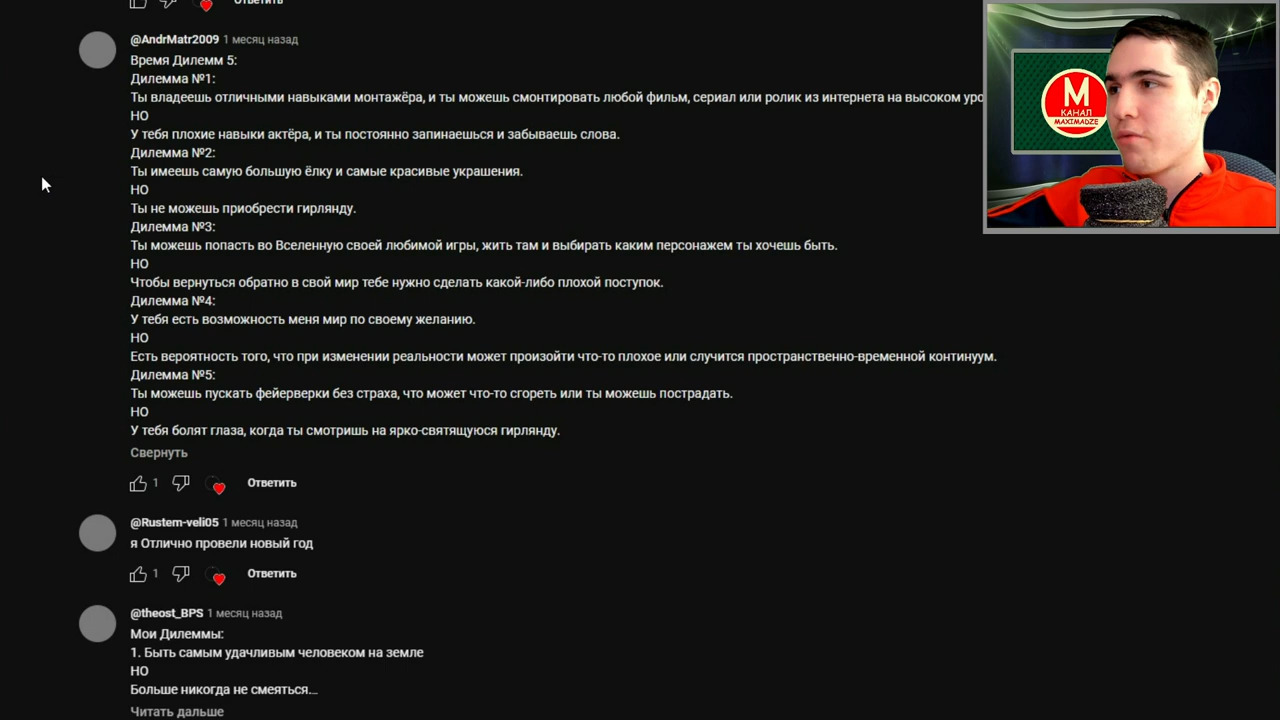 Ответить
@AndrMatr2009 1 месяц назад
Время Дилемм 5:
Дилемма №1:
Ты владеешь отличными навыками монтажёра, и ты можешь смонтировать любой фильм, сериал или ролик из интернета на высоком уро
НО
У тебя плохие навыки актёра, и ты постоянно запинаешься и забываешь слова.
Дилемма №2:
Ты имеешь самую большую ёлку и самые красивые украшения.
НО
Ты не можешь приобрести гирлянду.
Дилемма №3:
Ты можешь попасть во Вселенную своей любимой игры, жить там и выбирать каким персонажем ты хочешь быть.
НО
Чтобы вернуться обратно в свой мир тебе нужно сделать какой-либо плохой поступок.
Дилемма №4:
У тебя есть возможность меня мир по своему желанию.
НО
Есть вероятность того, что при изменении реальности может произойти что-то плохое или случится пространственно-временной континуум.
Дилемма №5:
Ты можешь пускать фейерверки без страха, что может что-то сгореть или ты можешь пострадать.
НО
У тебя болят глаза, когда ты смотришь на ярко-святящуюся гирлянду.
Свернуть
1 Ответить
@Rustem-veli05 1 месяц назад
я Отлично провели новый год
1 Ответить
@theost_BPS 1 месяц назад
Мои Дилеммы:
1. Быть самым удачливым человеком на земле
НО
Больше никогда не смеяться...
Читать дальше
М
КАНАЛ
MAXIMADZE